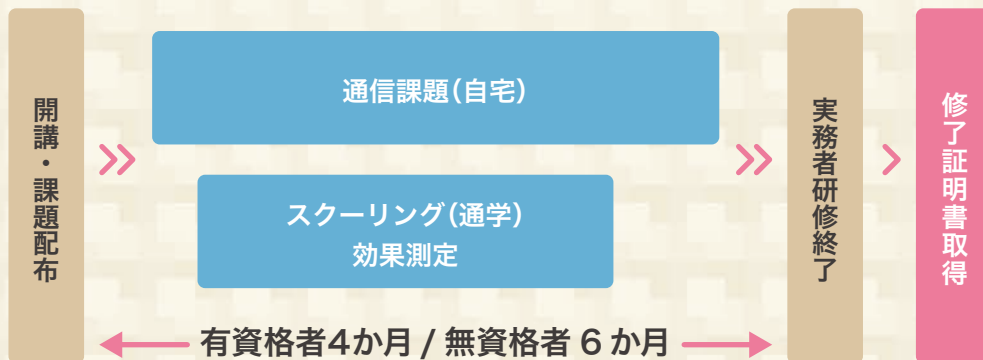 開講・課題配布
通信課題(自宅)
スクーリング(通学)
効果測定
有資格者4か月 / 無資格者6か月
実務者研修終了
修了証明書取得